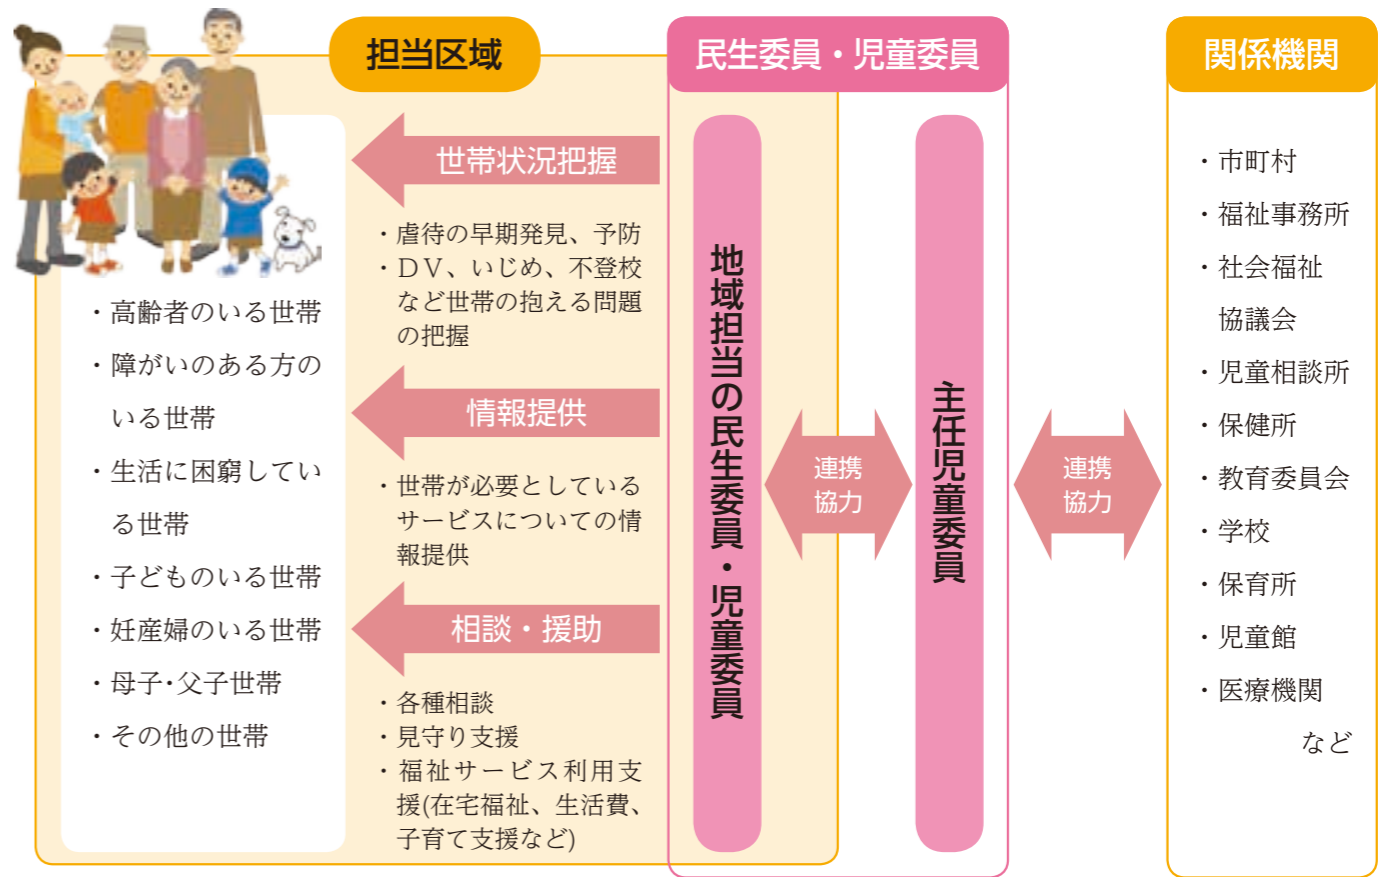 担当区域
・高齢者のいる世帯
・障がいのある方の
いる世帯
・生活に困窮してい
る世帯
・子どものいる世帯
・妊産婦のいる世帯
・母子・父子世帯
・その他の世帯
世帯状況把握
・虐待の早期発見、予防
・ＤＶ、いじめ、不登校
など世帯の抱える問題
の把握
情報提供
・世帯が必要としている
サービスについての情
報提供
相談・援助
・各種相談
・見守り支援
・福祉サービス利用支
援(在宅福祉、生活費、
子育て支援など)
民生委員・児童委員
地域担当の民生委員・児童委員
連携
協力
主任児童委員
連携
協力
関係機関
・市町村
・福祉事務所
・社会福祉
協議会
・児童相談所
・保健所
・教育委員会
・学校
・保育所
・児童館
・医療機関
など